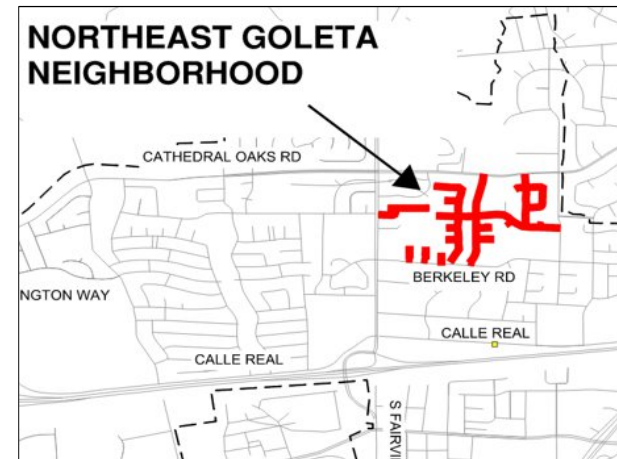 NORTHEAST GOLETA
NEIGHBORHOOD
CATHEDRAL OAKS RD
NGTON WAY
BERKELEY RD
CALLE REAL
CALLE REAL
S FAIRVI